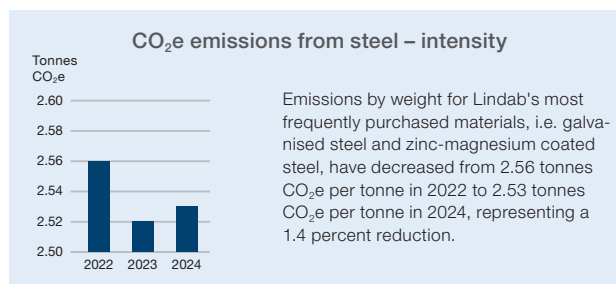 CO₂e emissions from steel – intensity
Tonnes
CO₂e
2.60
2.58
2.56
2.54
2.52
2.50
2022 2023 2024
Emissions by weight for Lindab's most
frequently purchased materials, i.e. galva-
nised steel and zinc-magnesium coated
steel, have decreased from 2.56 tonnes
CO₂e per tonne in 2022 to 2.53 tonnes
CO₂e per tonne in 2024, representing a
1.4 percent reduction.